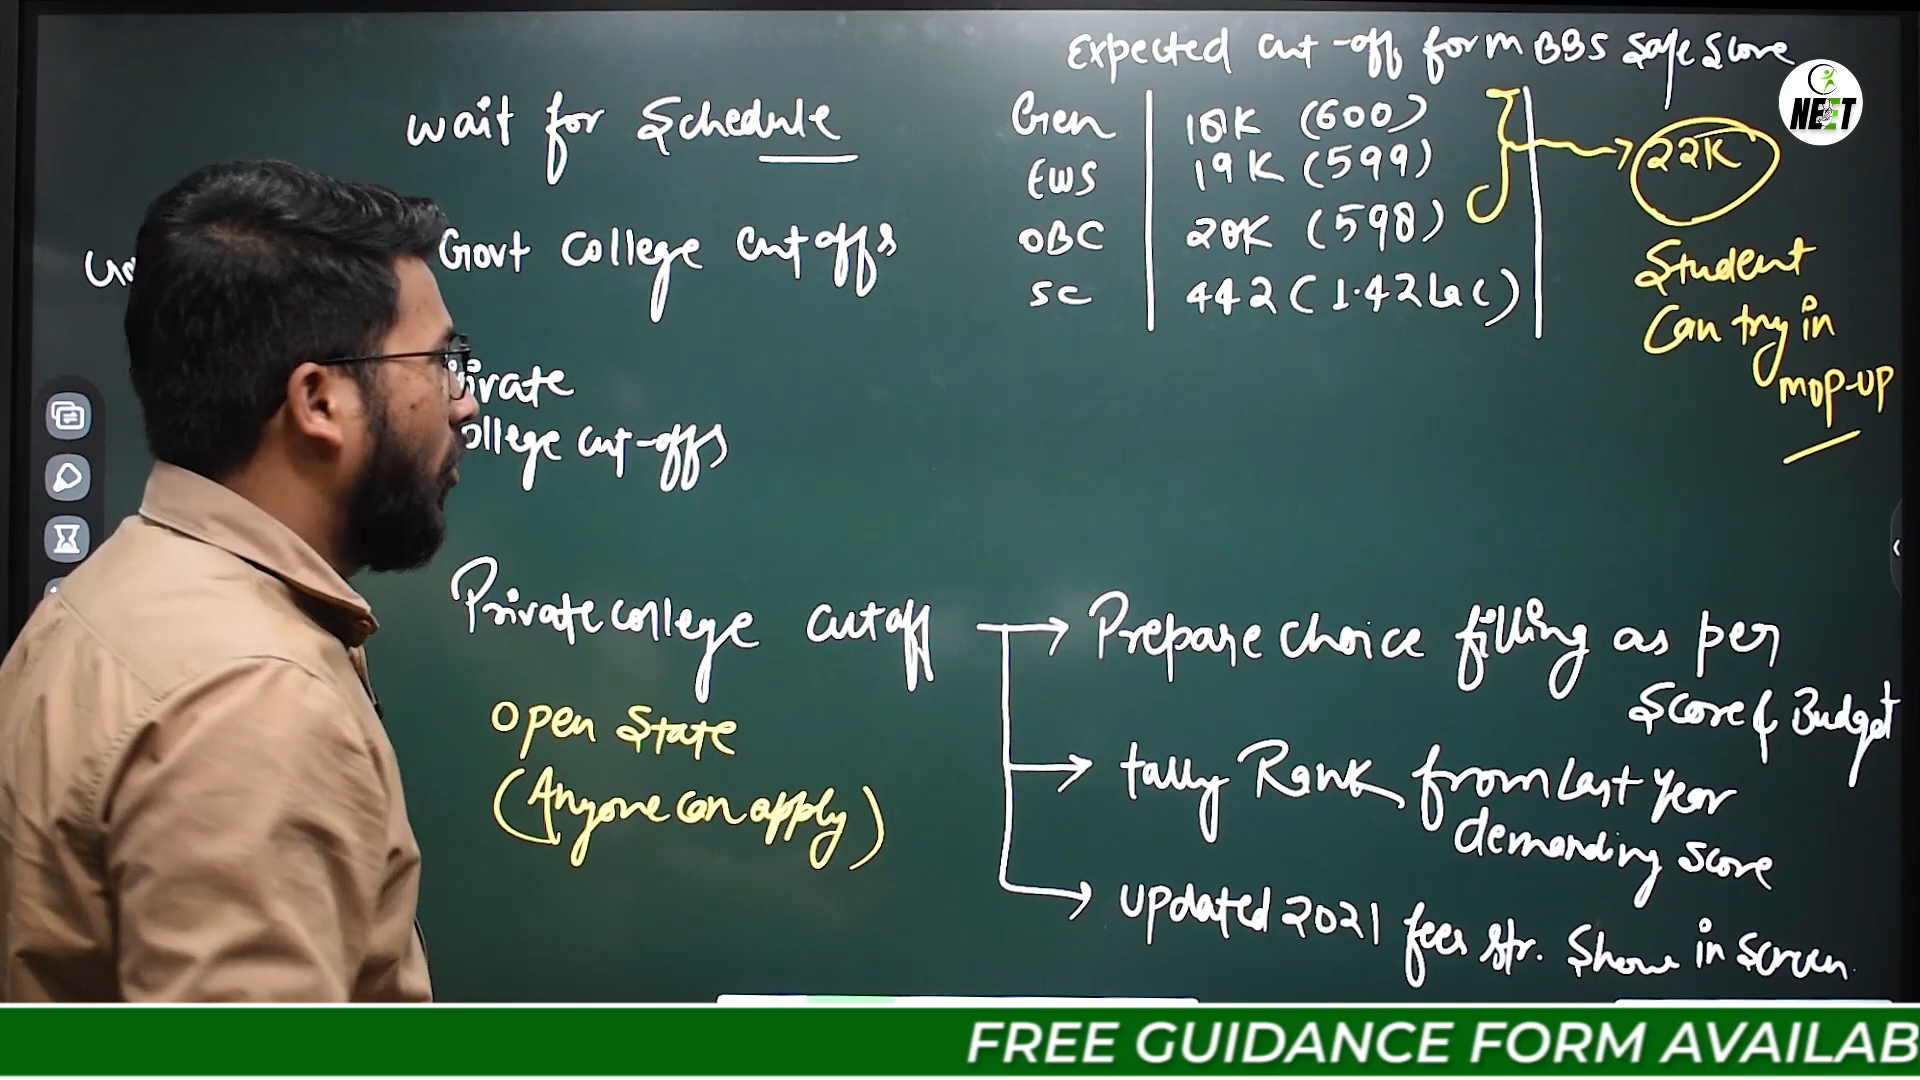 Expected cut-off for MBBS Safe Score
NEET
wait for Schedule
Gen 18K (600)
EWS 19K (599)
OBC 20K (598)
SC 442 (1.42 lac)
22K
Student
Can try in
mop-up
Govt College Cutoffs
Private
College cut-offs
Private college cutoff
Open State
(Anyone can apply)
Prepare choice filling as per
Score & Budget
tally Rank from Last Year
demanding score
updated 2021 fees str. Show in screen.
FREE GUIDANCE FORM AVAILAB